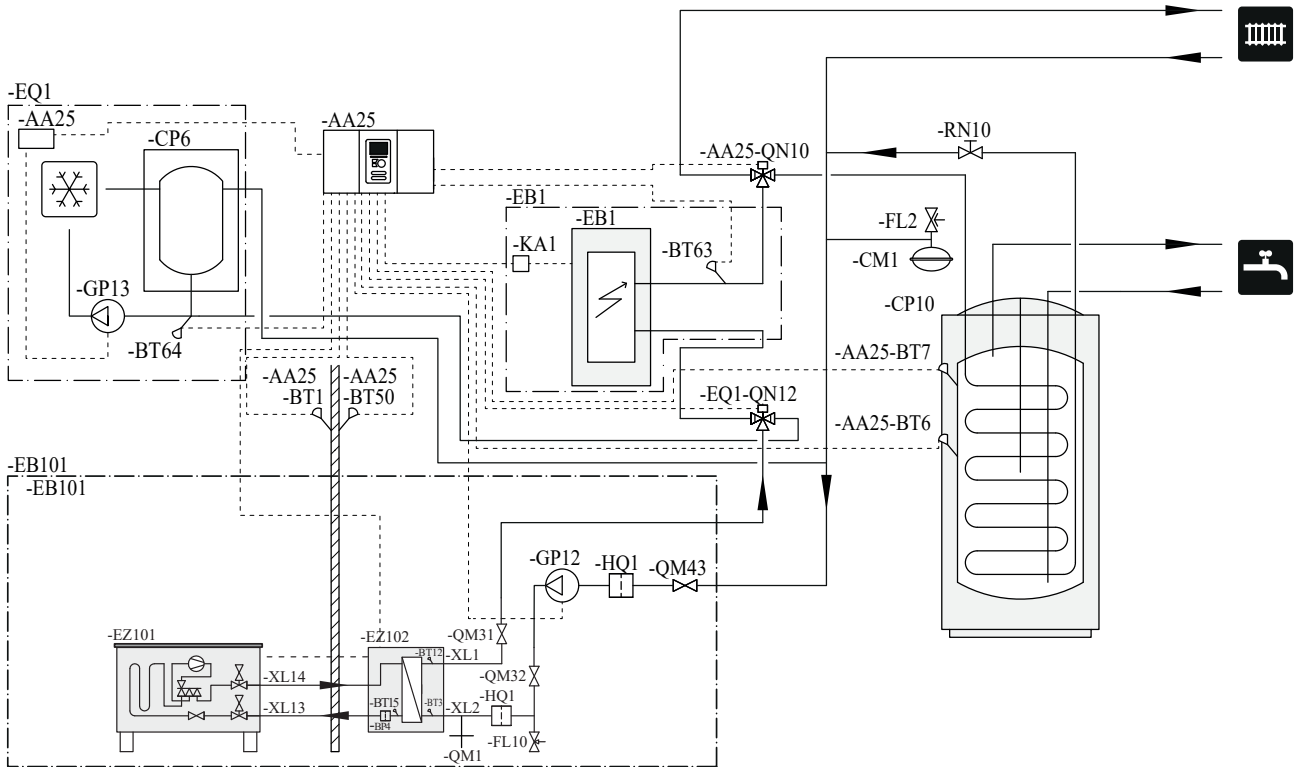 -EQ1
-AA25
-CP6
-AA25
-RN10
-AA25-QN10
-EB1
-EB1
-FL2
-KA1
-BT63
-CM1
-GP13
-CP10
-BT64
-AA25-BT7
-AA25
-BT1
-AA25
-BT50
-EQ1-QN12
-AA25-BT6
-EB101
-EB101
-GP12
-HQ1
-QM43
-EZ101
-EZ102
-QM31
-BT12
-XL1
-XL14
-QM32
-HQ1
-XL13
-BT15
-BT3
-XL2
-BP4
-FL10
-QM1